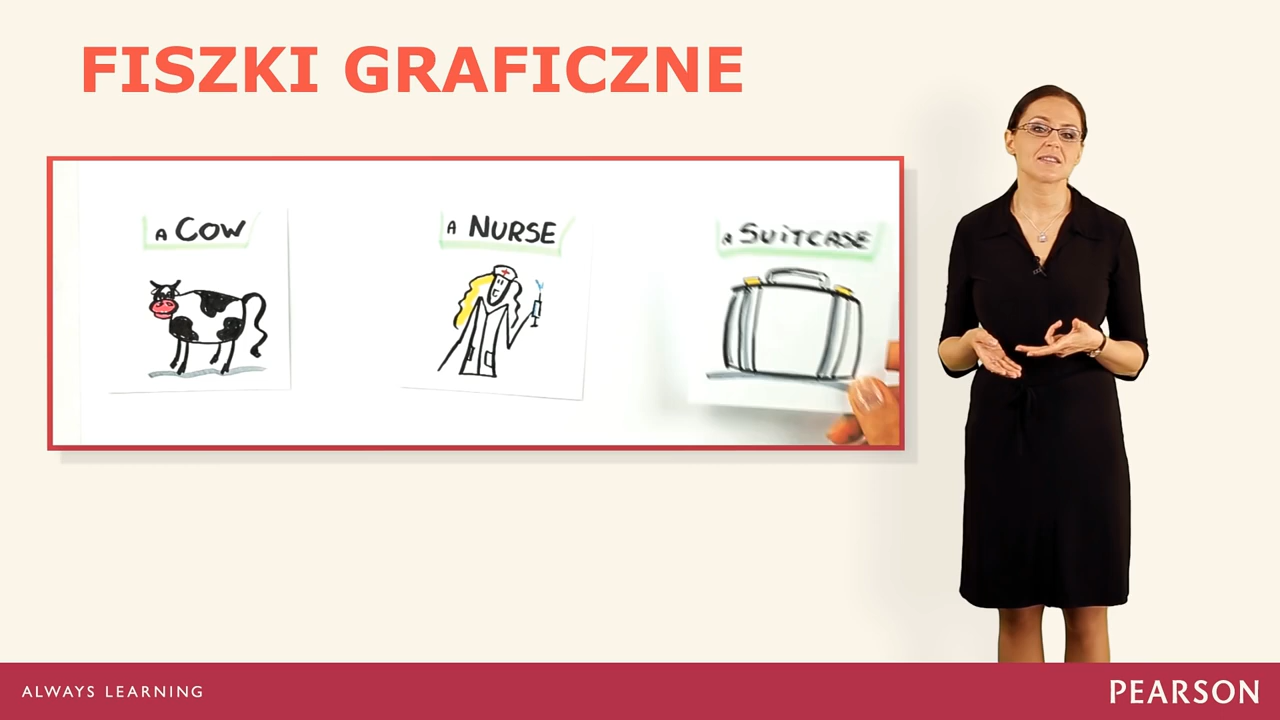 FISZKI GRAFICZNE
A COW
A NURSE
A SUITCASE
ALWAYS LEARNING
PEARSON